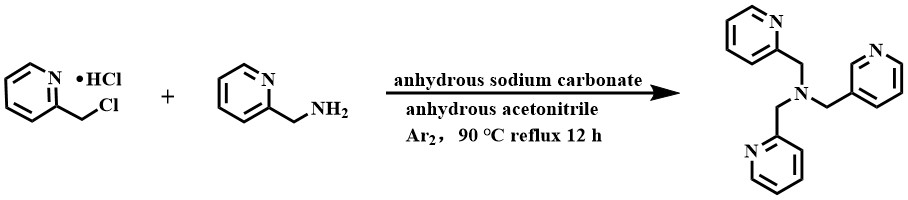 N
•HCl
Cl
+
N
NH₂
anhydrous sodium carbonate
anhydrous acetonitrile
Ar₂, 90 ℃ reflux 12 h
N
N
N
N